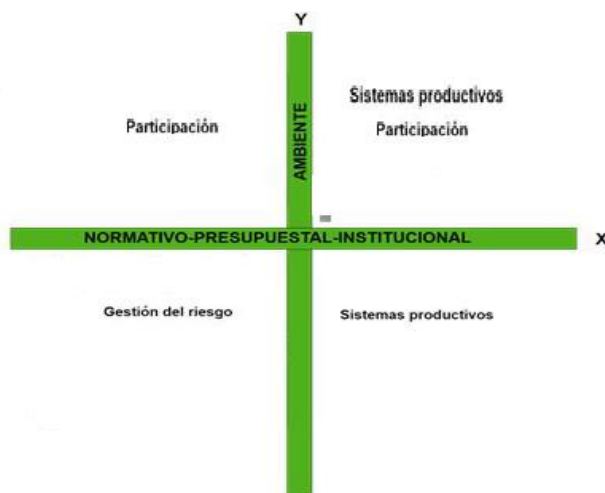 Y
Sistemas productivos
Participación
Participación
AMBIENTE
NORMATIVO-PRESUPUESTAL-INSTITUCIONAL
X
Gestión del riesgo
Sistemas productivos